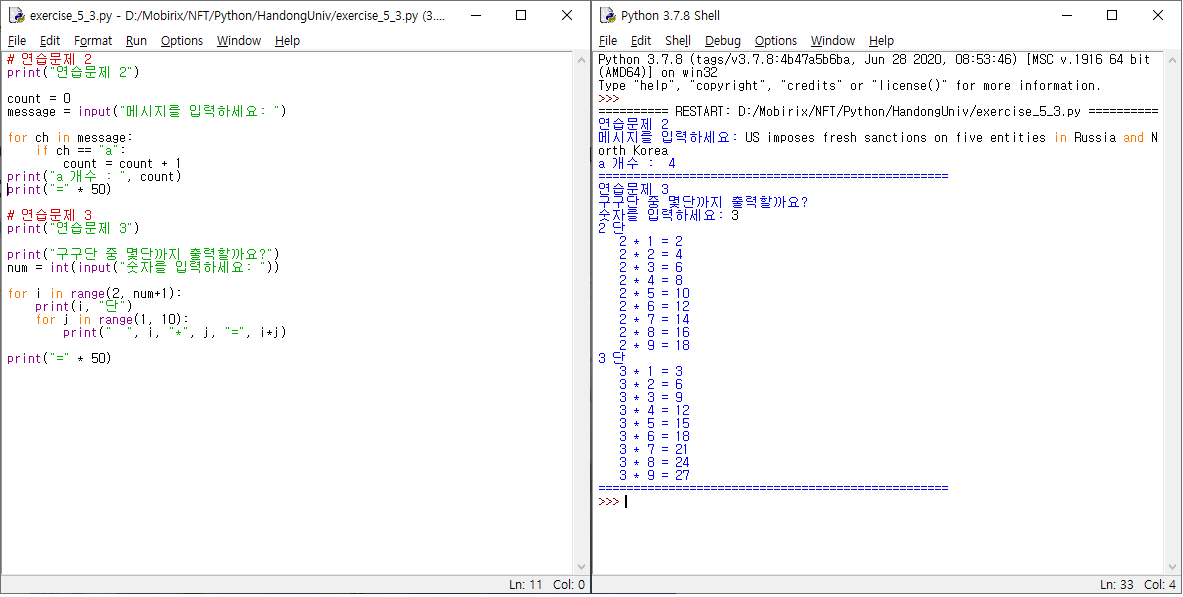 exercise_5_3.py - D:/Mobirix/NFT/Python/HandongUniv/exercise_5_3.py (3....
File Edit Format Run Options Window Help
# 연습문제 2
print("연습문제 2")
count = 0
message = input("메시지를 입력하세요: ")
for ch in message:
    if ch == "a":
        count = count + 1
print("a 개수 : ", count)
print("=" * 50)
# 연습문제 3
print("연습문제 3")
print("구구단 중 몇단까지 출력할까요?")
num = int(input("숫자를 입력하세요: "))
for i in range(2, num+1):
    print(i, "단")
    for j in range(1, 10):
        print("  ", i, "*", j, "=", i*j)
print("=" * 50)
Ln: 11 Col: 0
Python 3.7.8 Shell
File Edit Shell Debug Options Window Help
Python 3.7.8 (tags/v3.7.8:4b47a5b6ba, Jun 28 2020, 08:53:46) [MSC v.1916 64 bit
(AMD64)] on win32
Type "help", "copyright", "credits" or "license()" for more information.
>>>
========== RESTART: D:/Mobirix/NFT/Python/HandongUniv/exercise_5_3.py ==========
연습문제 2
메시지를 입력하세요: US imposes fresh sanctions on five entities in Russia and N
orth Korea
a 개수 :  4
==================================================
연습문제 3
구구단 중 몇단까지 출력할까요?
숫자를 입력하세요: 3
2 단
   2 * 1 = 2
   2 * 2 = 4
   2 * 3 = 6
   2 * 4 = 8
   2 * 5 = 10
   2 * 6 = 12
   2 * 7 = 14
   2 * 8 = 16
   2 * 9 = 18
3 단
   3 * 1 = 3
   3 * 2 = 6
   3 * 3 = 9
   3 * 4 = 12
   3 * 5 = 15
   3 * 6 = 18
   3 * 7 = 21
   3 * 8 = 24
   3 * 9 = 27
==================================================
>>>
Ln: 33 Col: 4